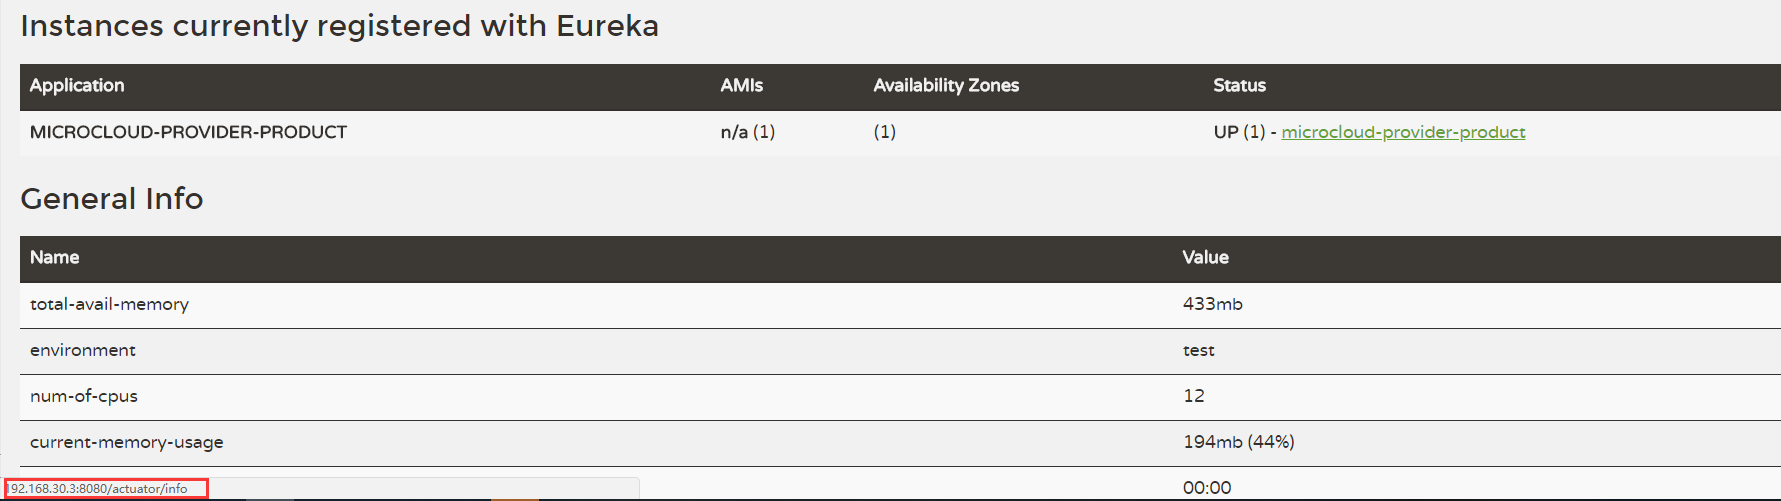 Instances currently registered with Eureka
Application AMIs Availability Zones Status
MICROCLOUD-PROVIDER-PRODUCT n/a (1) (1) UP (1) - microcloud-provider-product
General Info
Name Value
total-avail-memory 433mb
environment test
num-of-cpus 12
current-memory-usage 194mb (44%)
192.168.30.3:8080/actuator/info 00:00